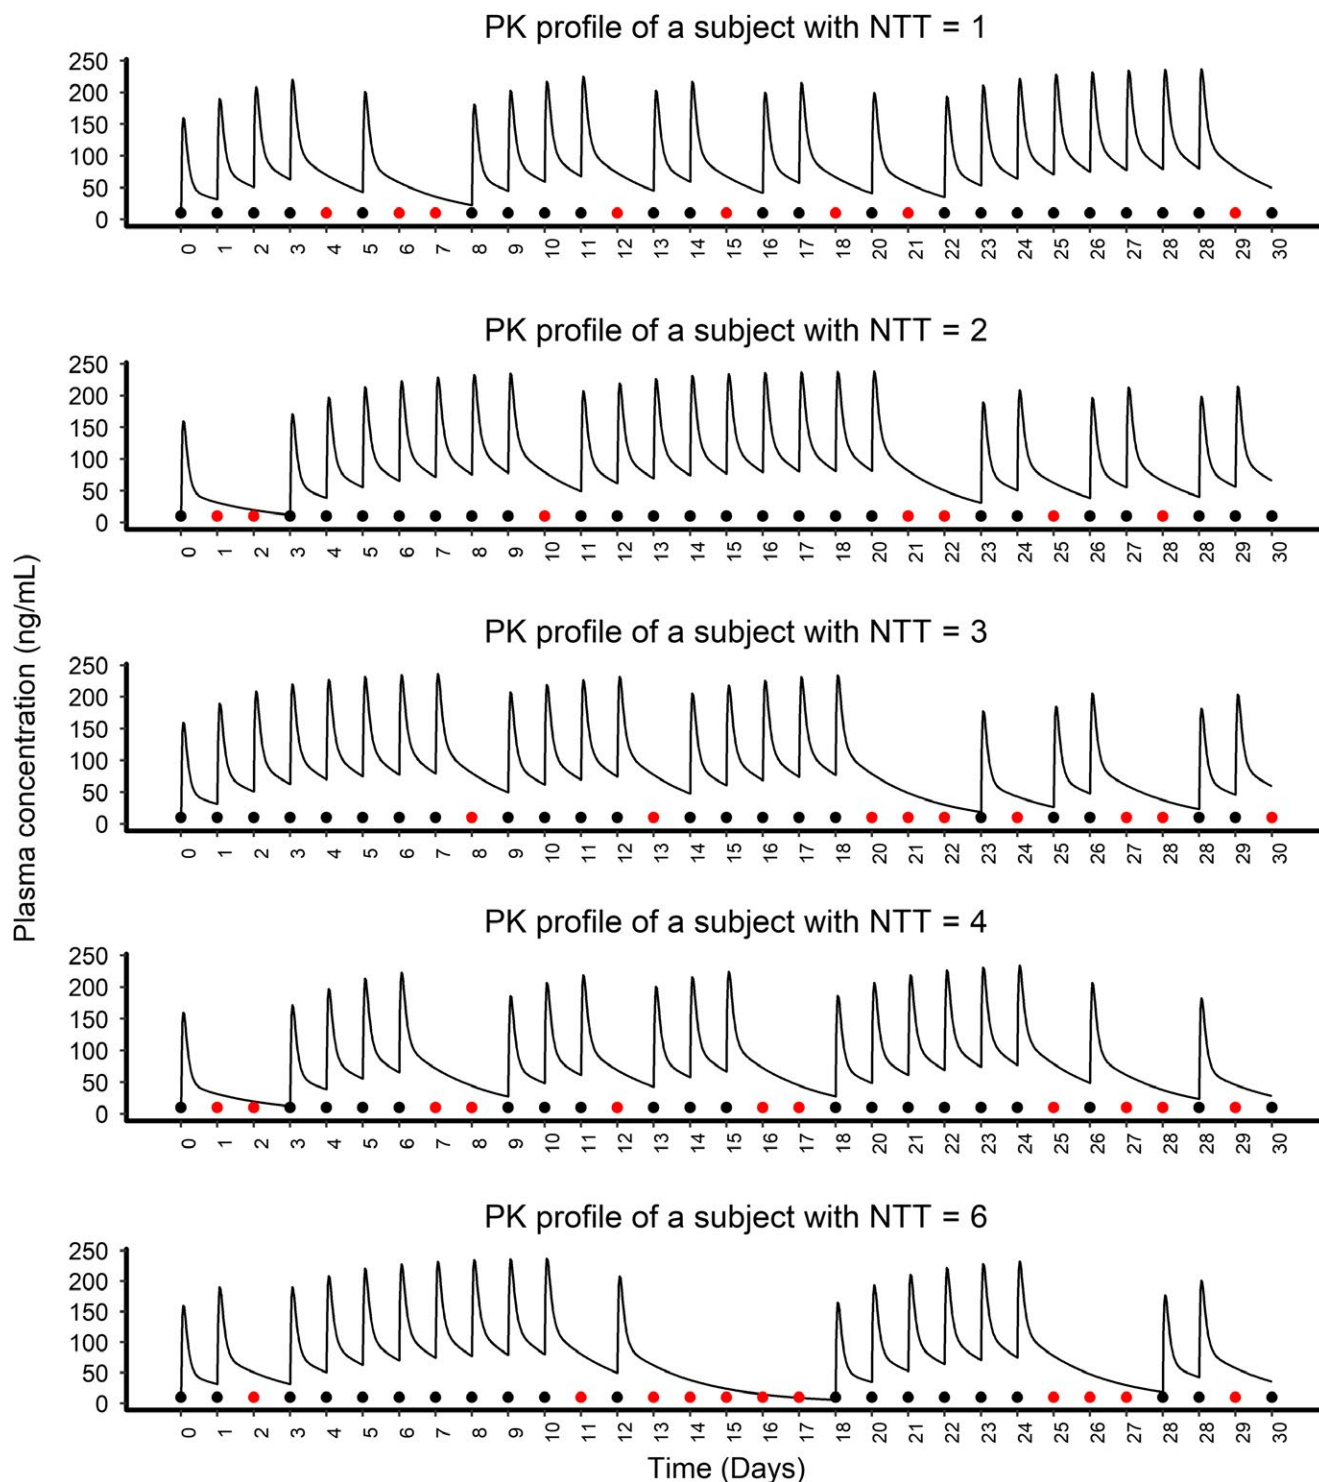 PK profile of a subject with NTT = 1
250
200
150
100
50
0
0 1 2 3 4 5 6 7 8 9 10 11 12 13 14 15 16 17 18 20 21 22 23 24 25 26 27 28 28 29 30
PK profile of a subject with NTT = 2
250
200
150
100
50
0
0 1 2 3 4 5 6 7 8 9 10 11 12 13 14 15 16 17 18 20 21 22 23 24 25 26 27 28 28 29 30
PK profile of a subject with NTT = 3
250
200
150
100
50
0
0 1 2 3 4 5 6 7 8 9 10 11 12 13 14 15 16 17 18 20 21 22 23 24 25 26 27 28 28 29 30
PK profile of a subject with NTT = 4
250
200
150
100
50
0
0 1 2 3 4 5 6 7 8 9 10 11 12 13 14 15 16 17 18 20 21 22 23 24 25 26 27 28 28 29 30
PK profile of a subject with NTT = 6
250
200
150
100
50
0
0 1 2 3 4 5 6 7 8 9 10 11 12 13 14 15 16 17 18 20 21 22 23 24 25 26 27 28 28 29 30
Plasma concentration (ng/mL)
Time (Days)